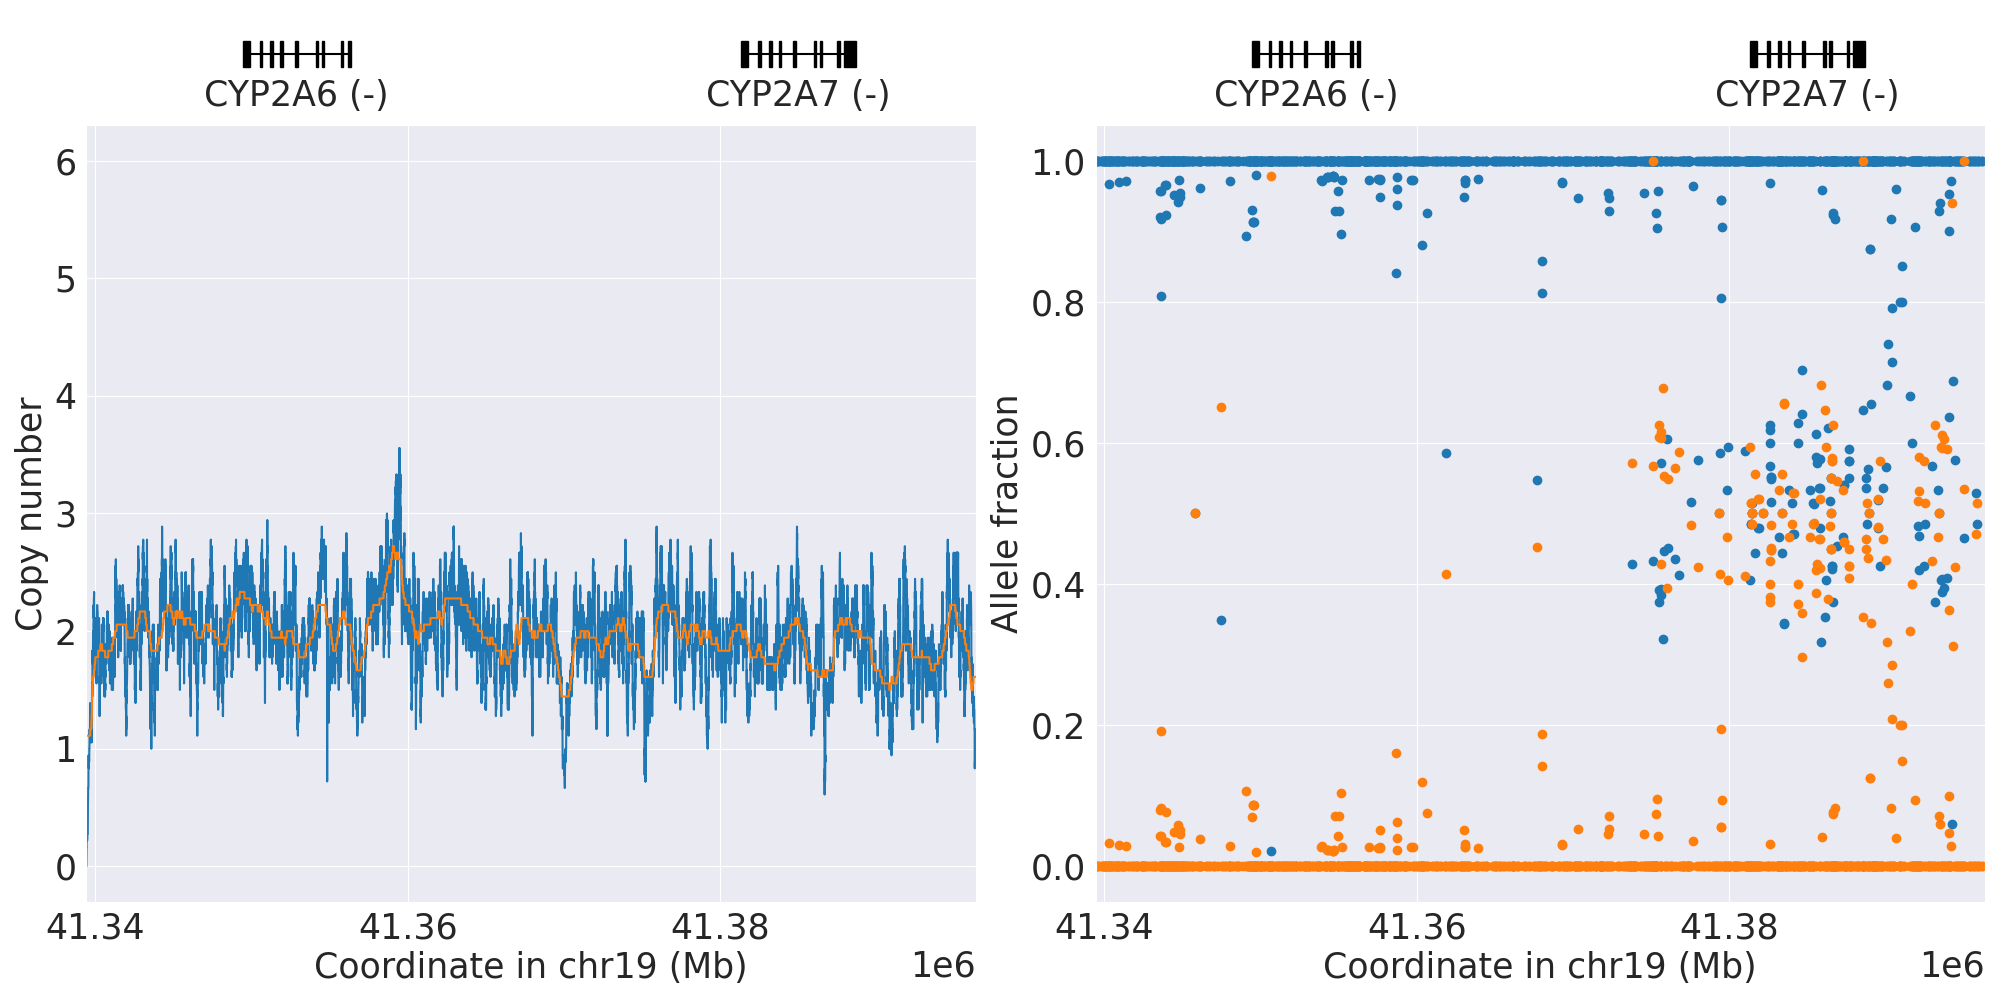 CYP2A6 (-) CYP2A7 (-)
6
5
4
3
2
1
0
Copy number
41.34 41.36 41.38
Coordinate in chr19 (Mb) 1e6
CYP2A6 (-) CYP2A7 (-)
1.0
0.8
0.6
0.4
0.2
0.0
Allele fraction
41.34 41.36 41.38
Coordinate in chr19 (Mb) 1e6